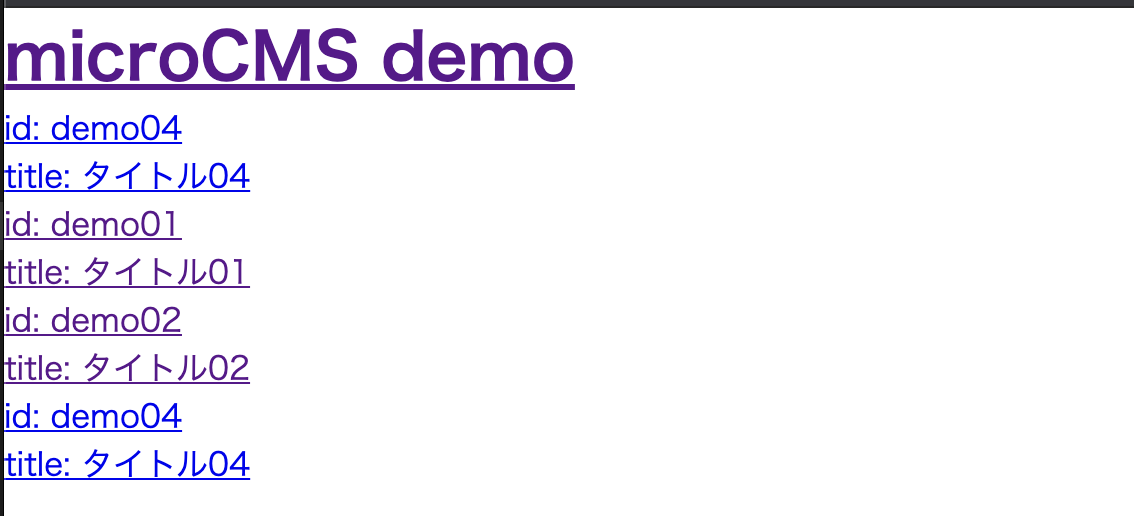 microCMS demo
id: demo04
title: タイトル04
id: demo01
title: タイトル01
id: demo02
title: タイトル02
id: demo04
title: タイトル04